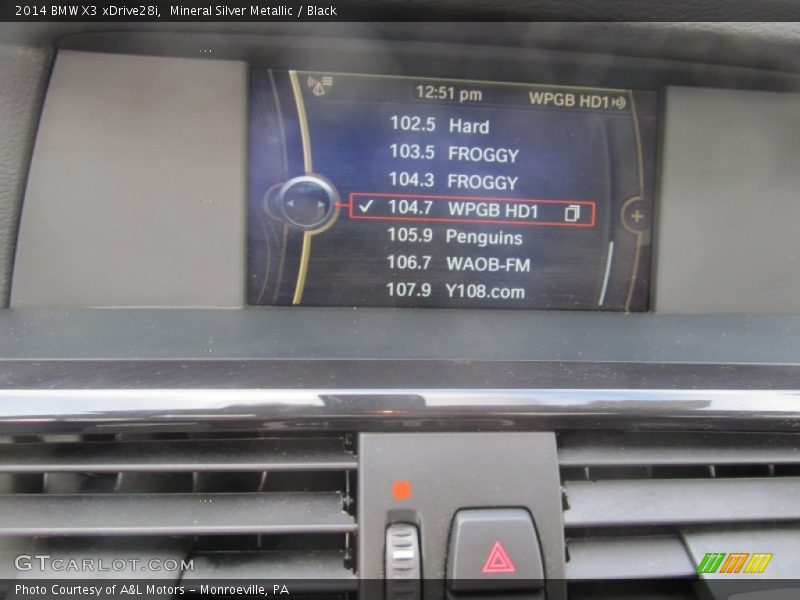 2014 BMW X3 xDrive28i, Mineral Silver Metallic / Black
12:51 pm WPGB HD1
102.5 Hard
103.5 FROGGY
104.3 FROGGY
104.7 WPGB HD1
105.9 Penguins
106.7 WAOB-FM
107.9 Y108.com
GTCARLOT.COM
Photo Courtesy of A&L Motors - Monroeville, PA